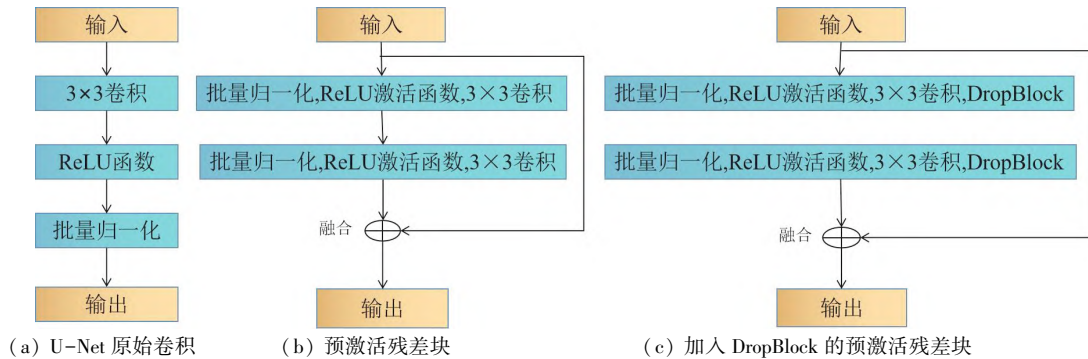 输入
3×3卷积
ReLU函数
批量归一化
输出
(a) U-Net 原始卷积
输入
批量归一化,ReLU激活函数,3×3卷积
批量归一化,ReLU激活函数,3×3卷积
融合
输出
(b) 预激活残差块
输入
批量归一化,ReLU激活函数,3×3卷积,DropBlock
批量归一化,ReLU激活函数,3×3卷积,DropBlock
融合
输出
(c) 加入 DropBlock 的预激活残差块